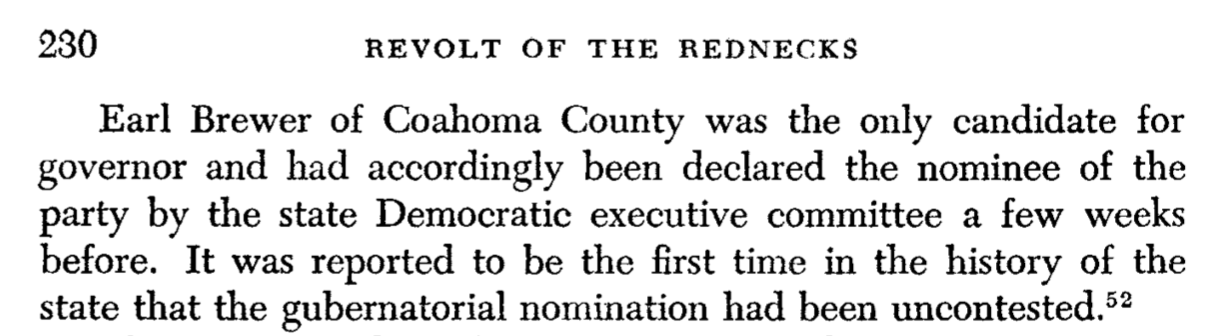 230 REVOLT OF THE REDNECKS
Earl Brewer of Coahoma County was the only candidate for
governor and had accordingly been declared the nominee of the
party by the state Democratic executive committee a few weeks
before. It was reported to be the first time in the history of the
state that the gubernatorial nomination had been uncontested.⁵²